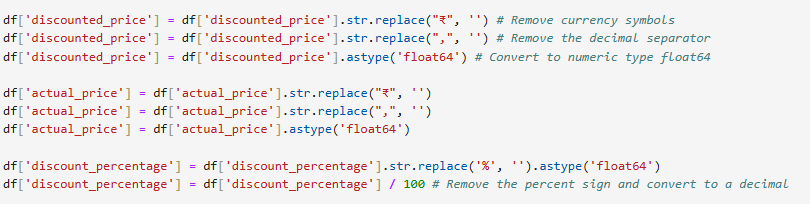 df['discounted_price'] = df['discounted_price'].str.replace("₹", '') # Remove currency symbols
df['discounted_price'] = df['discounted_price'].str.replace(",", '') # Remove the decimal separator
df['discounted_price'] = df['discounted_price'].astype('float64') # Convert to numeric type float64
df['actual_price'] = df['actual_price'].str.replace("₹", '')
df['actual_price'] = df['actual_price'].str.replace(",", '')
df['actual_price'] = df['actual_price'].astype('float64')
df['discount_percentage'] = df['discount_percentage'].str.replace('%', '').astype('float64')
df['discount_percentage'] = df['discount_percentage'] / 100 # Remove the percent sign and convert to a decimal